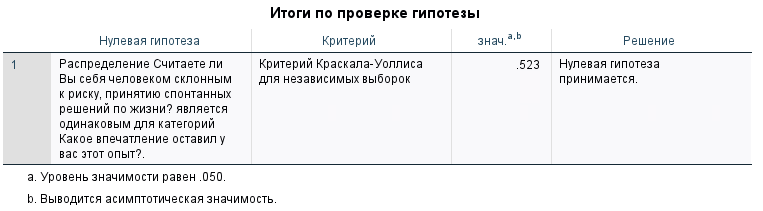 Итоги по проверке гипотезы
Нулевая гипотеза Критерий знач.a,b Решение
1 Распределение Считаете ли Критерий Краскала-Уоллиса .523 Нулевая гипотеза
Вы себя человеком склонным для независимых выборок принимается.
к риску, принятию спонтанных
решений по жизни? является
одинаковым для категорий
Какое впечатление оставил у
вас этот опыт?.
a. Уровень значимости равен .050.
b. Выводится асимптотическая значимость.